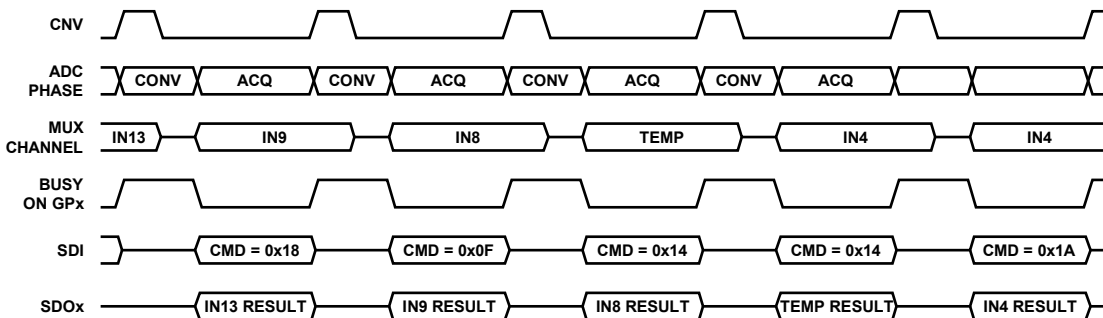 CNV
ADC PHASE CONV ACQ CONV ACQ CONV ACQ CONV ACQ
MUX CHANNEL IN13 IN9 IN8 TEMP IN4 IN4
BUSY ON GPx
SDI CMD = 0x18 CMD = 0x0F CMD = 0x14 CMD = 0x14 CMD = 0x1A
SDOx IN13 RESULT IN9 RESULT IN8 RESULT TEMP RESULT IN4 RESULT